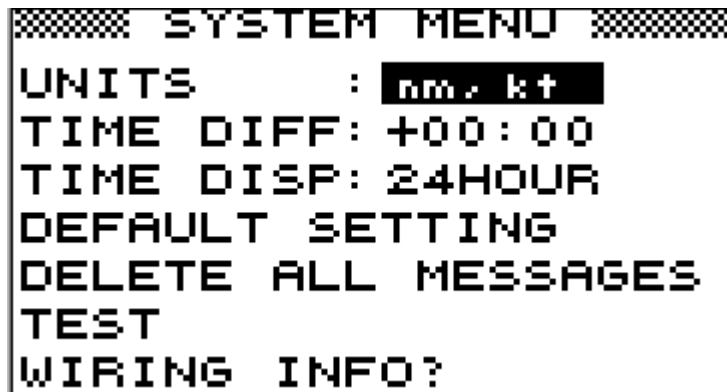 SYSTEM MENU
UNITS : nm, kt
TIME DIFF: +00:00
TIME DISP: 24HOUR
DEFAULT SETTING
DELETE ALL MESSAGES
TEST
WIRING INFO?